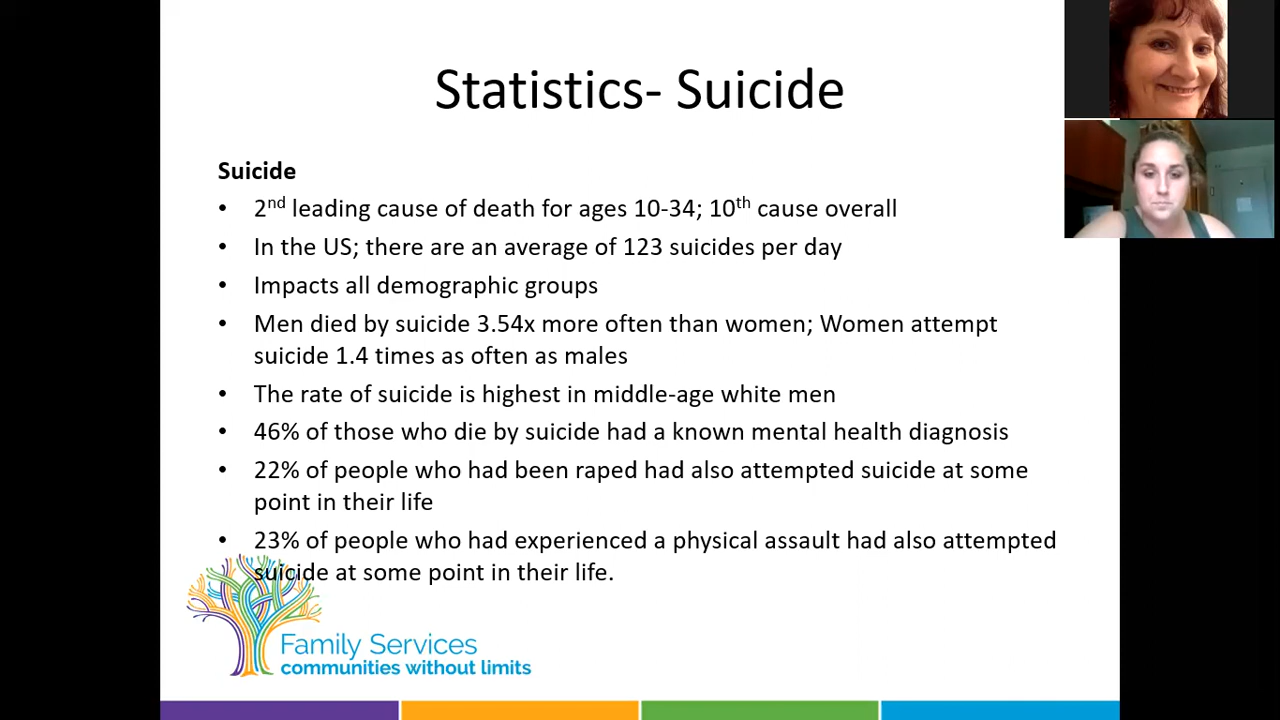 Statistics- Suicide
Suicide
• 2nd leading cause of death for ages 10-34; 10th cause overall
• In the US; there are an average of 123 suicides per day
• Impacts all demographic groups
• Men died by suicide 3.54x more often than women; Women attempt
suicide 1.4 times as often as males
• The rate of suicide is highest in middle-age white men
• 46% of those who die by suicide had a known mental health diagnosis
• 22% of people who had been raped had also attempted suicide at some
point in their life
• 23% of people who had experienced a physical assault had also attempted
suicide at some point in their life.
Family Services
communities without limits